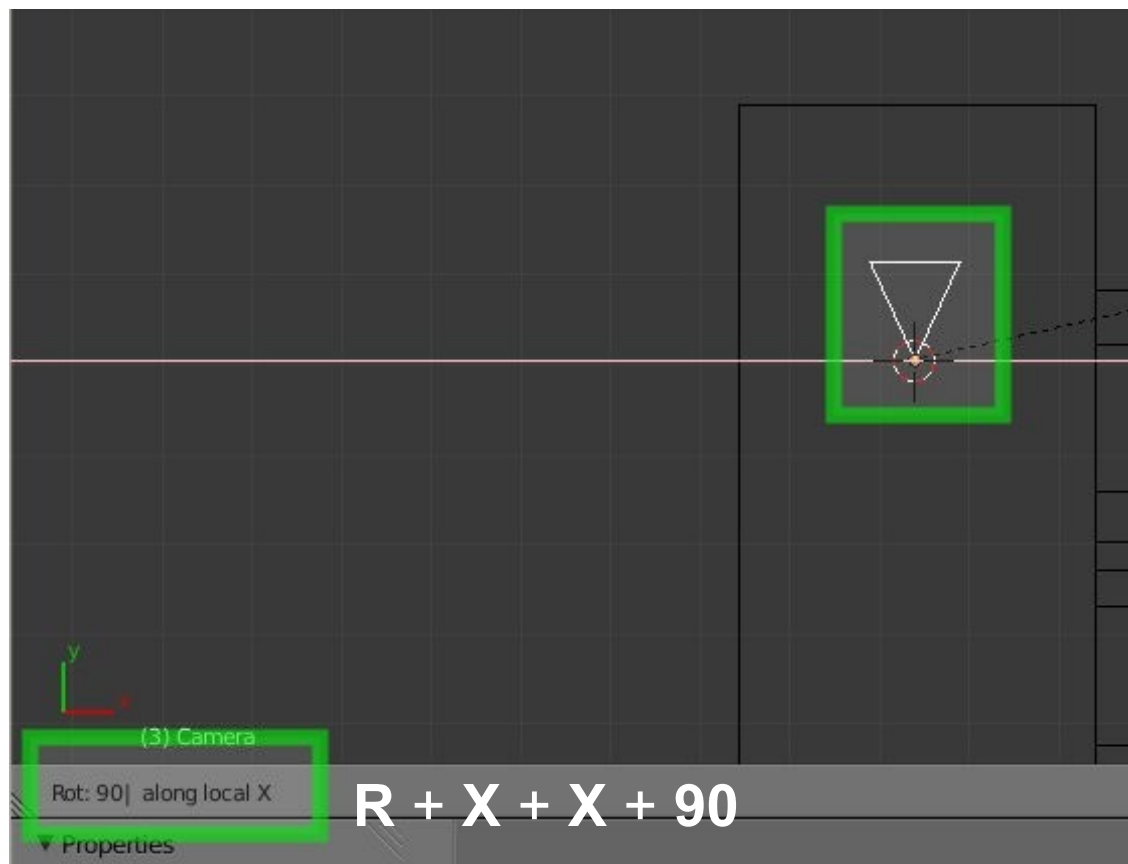 y
x
(3) Camera
Rot: 90| along local X
R + X + X + 90
Properties